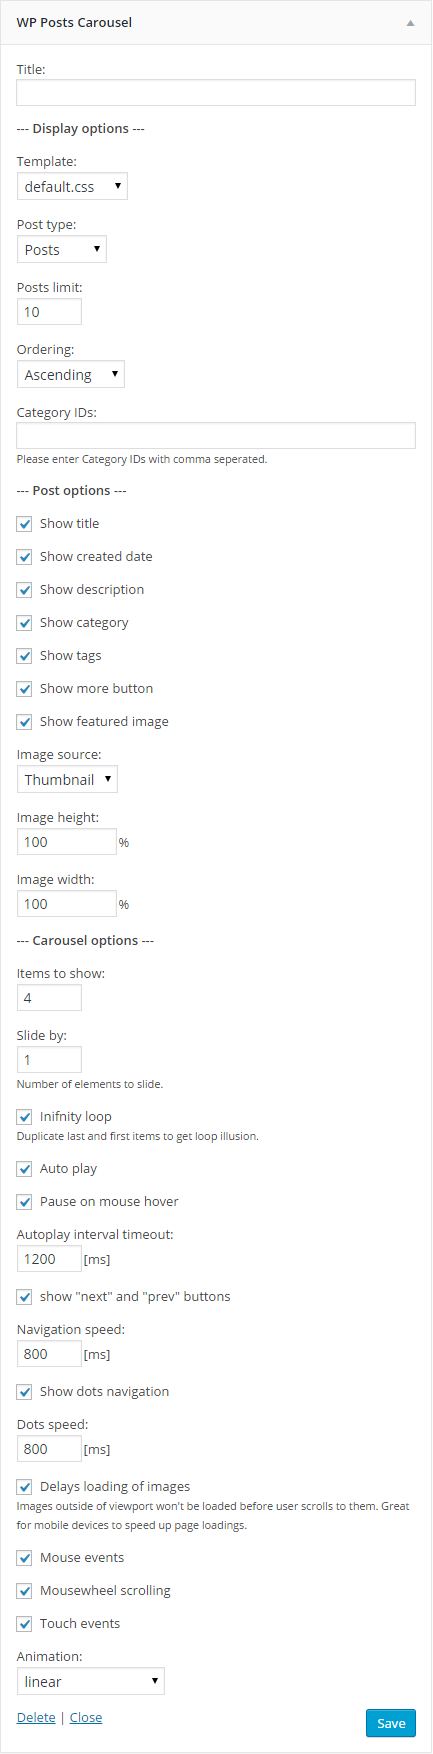 WP Posts Carousel
Title:
--- Display options ---
Template:
default.css
Post type:
Posts
Posts limit:
10
Ordering:
Ascending
Category IDs:
Please enter Category IDs with comma seperated.
--- Post options ---
Show title
Show created date
Show description
Show category
Show tags
Show more button
Show featured image
Image source:
Thumbnail
Image height:
100 %
Image width:
100 %
--- Carousel options ---
Items to show:
4
Slide by:
1
Number of elements to slide.
Inifnity loop
Duplicate last and first items to get loop illusion.
Auto play
Pause on mouse hover
Autoplay interval timeout:
1200 [ms]
show "next" and "prev" buttons
Navigation speed:
800 [ms]
Show dots navigation
Dots speed:
800 [ms]
Delays loading of images
Images outside of viewport won't be loaded before user scrolls to them. Great
for mobile devices to speed up page loadings.
Mouse events
Mousewheel scrolling
Touch events
Animation:
linear
Delete | Close Save